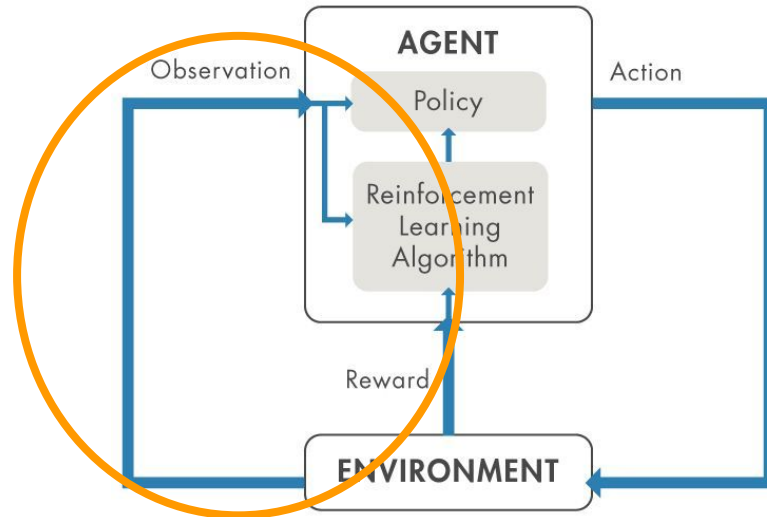 AGENT
Observation
Action
Policy
Reinforcement
Learning
Algorithm
Reward
ENVIRONMENT